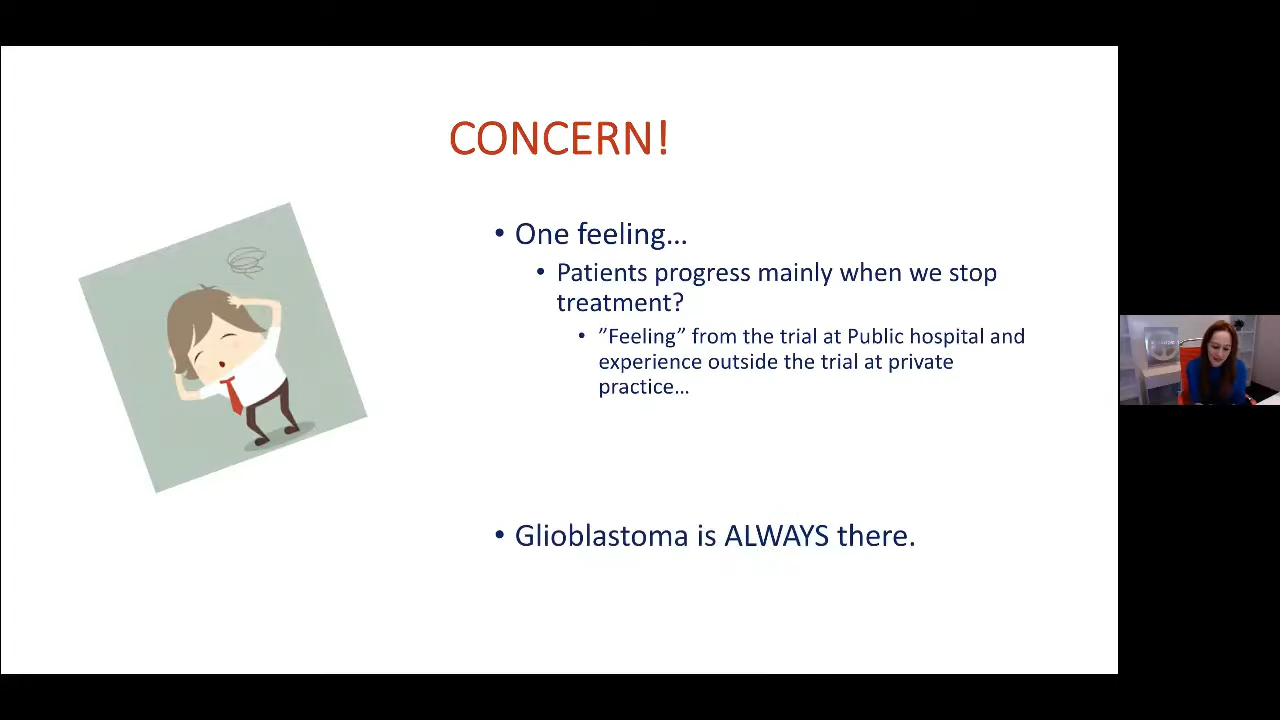 CONCERN!
• One feeling…
• Patients progress mainly when we stop
treatment?
• ”Feeling” from the trial at Public hospital and
experience outside the trial at private
practice…
• Glioblastoma is ALWAYS there.